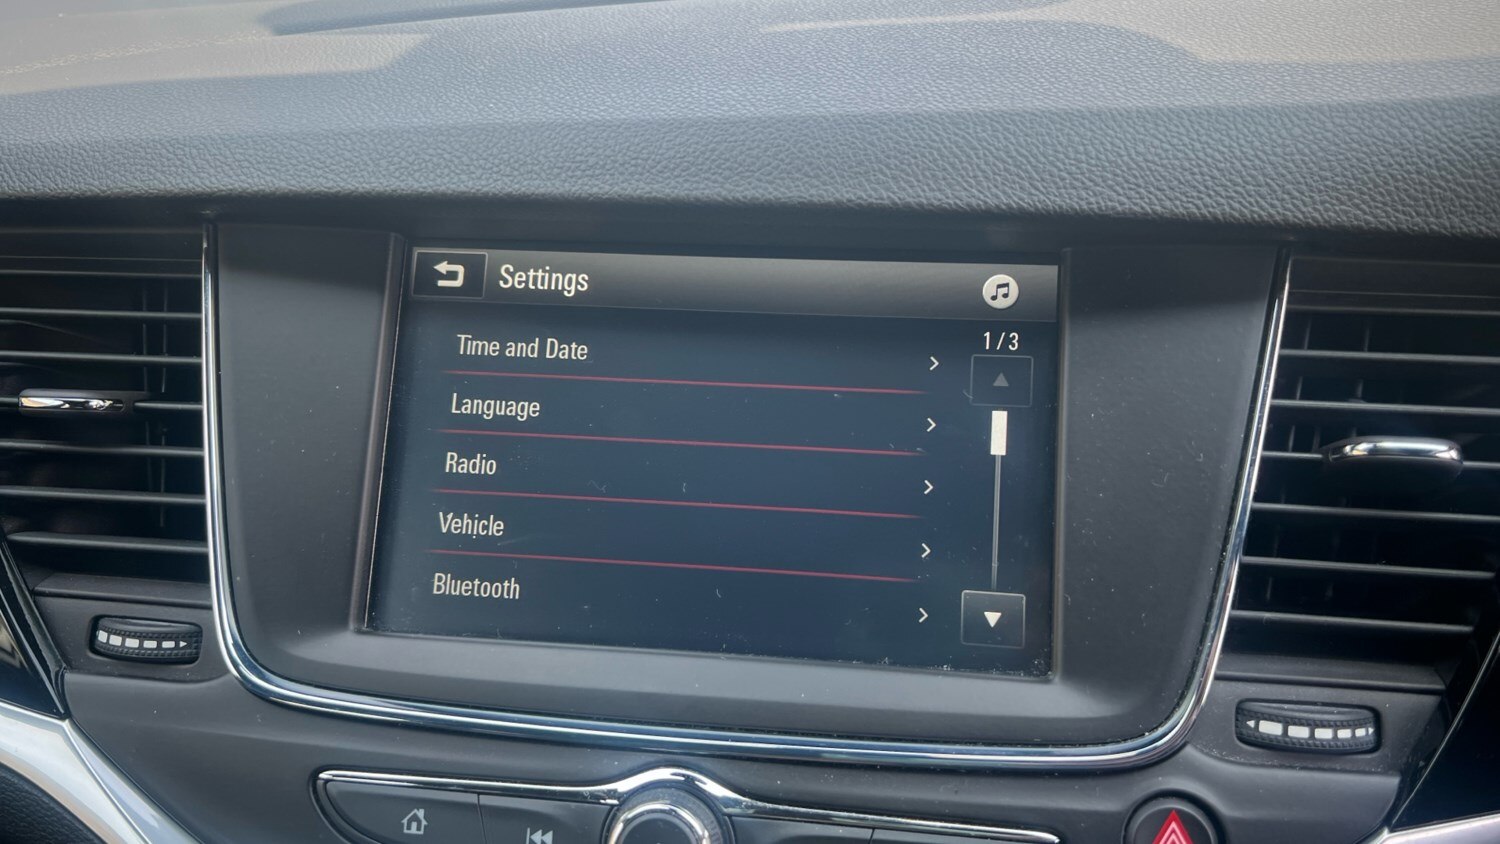 Settings
1/3
Time and Date
Language
Radio
Vehicle
Bluetooth